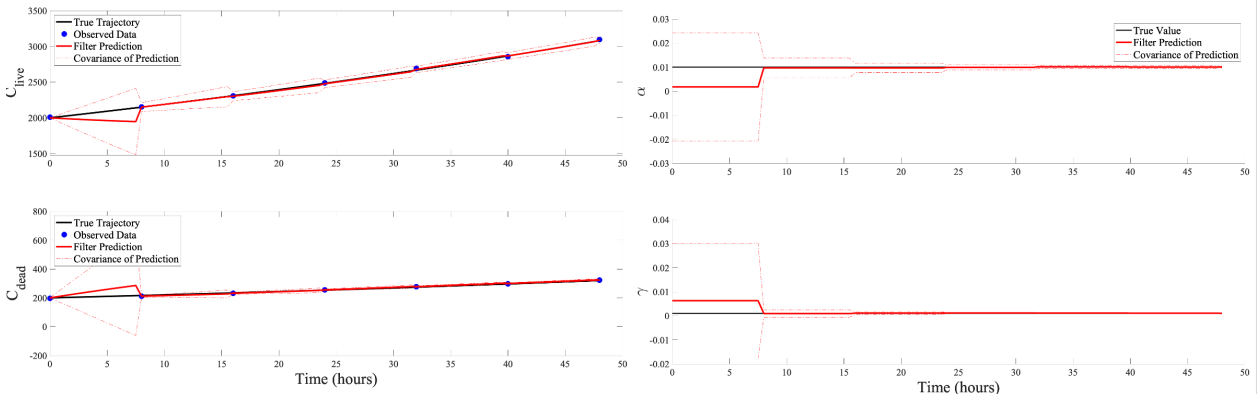 3500
3000
2500
2000
1500
C_live
True Trajectory
Observed Data
Filter Prediction
Covariance of Prediction
0 5 10 15 20 25 30 35 40 45 50
800
600
400
200
0
-200
C_dead
True Trajectory
Observed Data
Filter Prediction
Covariance of Prediction
0 5 10 15 20 25 30 35 40 45 50
Time (hours)
0.03
0.02
0.01
0
-0.01
-0.02
-0.03
α
True Value
Filter Prediction
Covariance of Prediction
0 5 10 15 20 25 30 35 40 45 50
0.04
0.03
0.02
0.01
0
-0.01
-0.02
γ
0 5 10 15 20 25 30 35 40 45 50
Time (hours)